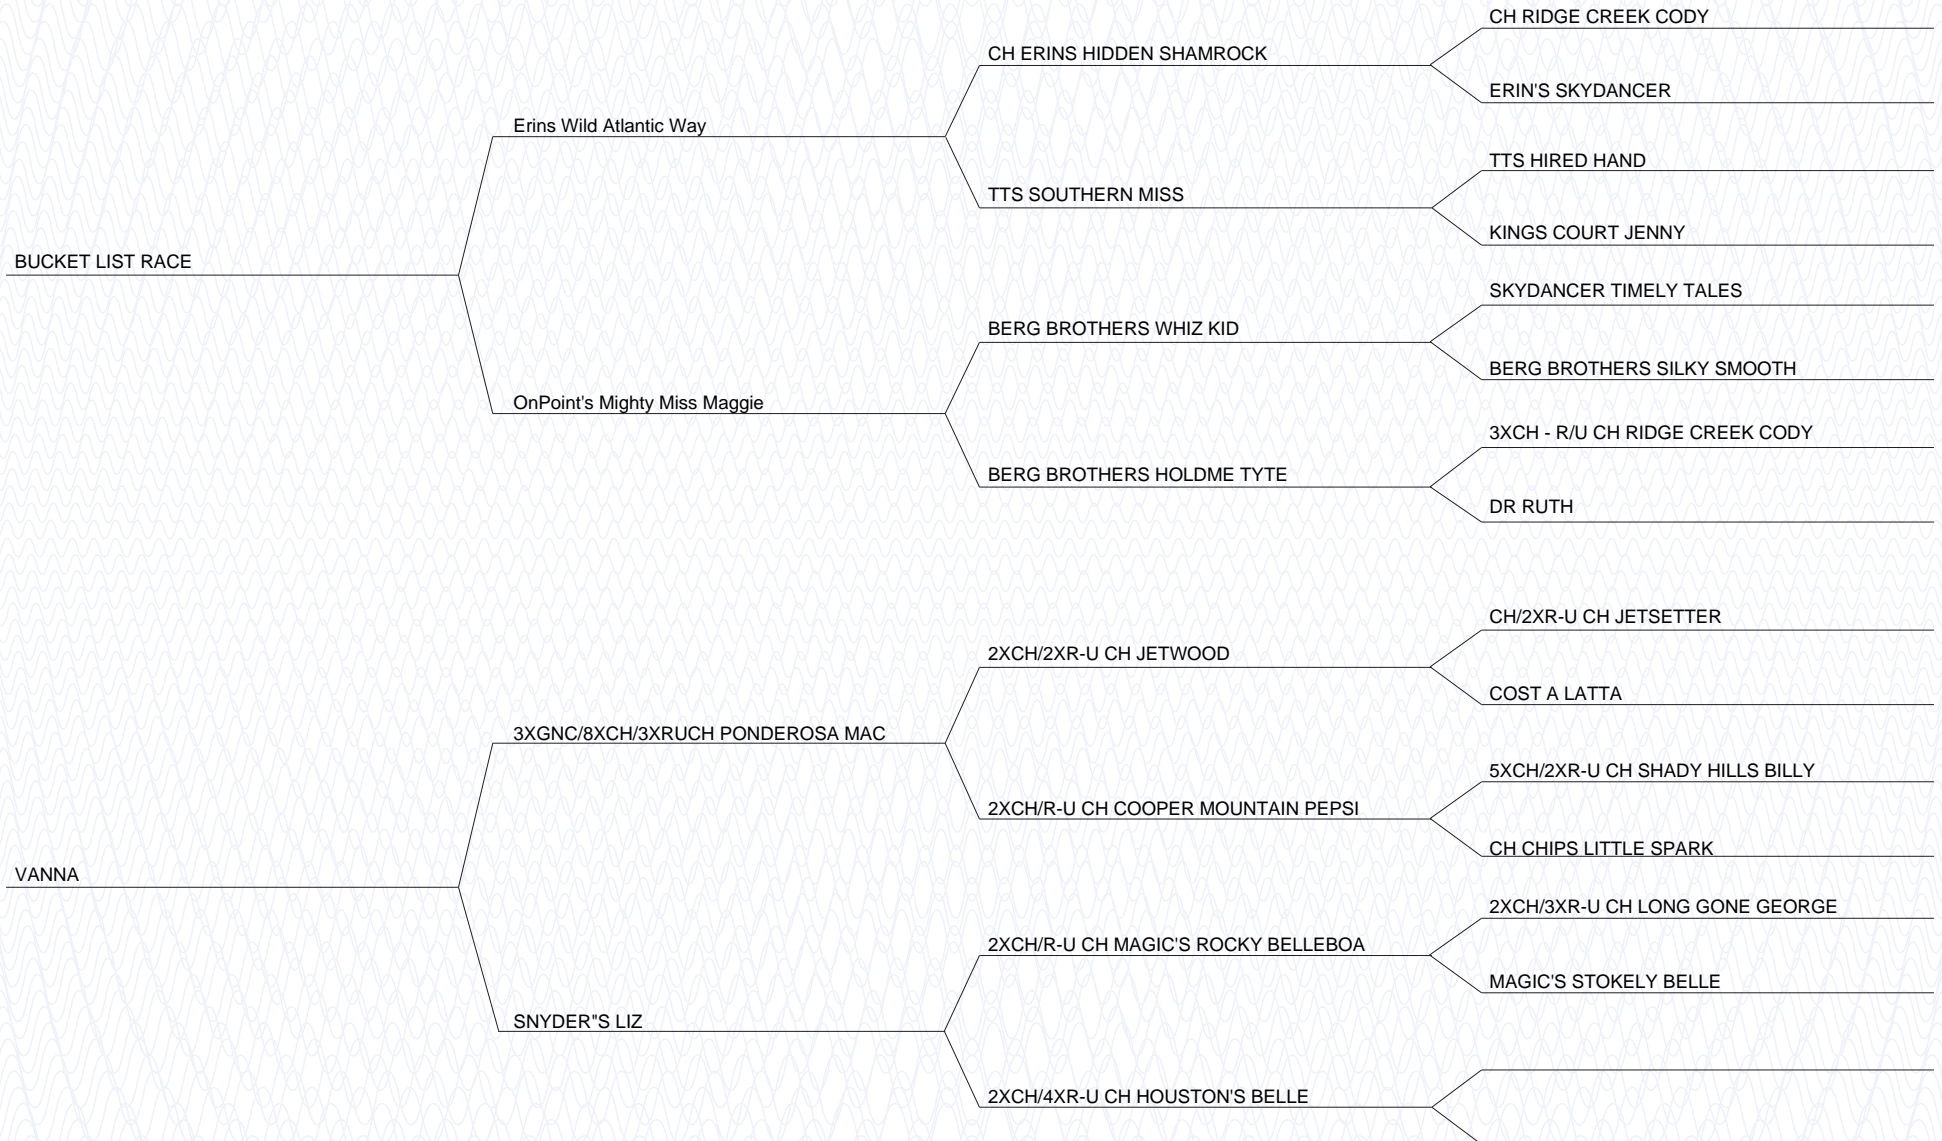 CH RIDGE CREEK CODY
CH ERINS HIDDEN SHAMROCK
ERIN'S SKYDANCER
Erins Wild Atlantic Way
TTS HIRED HAND
TTS SOUTHERN MISS
KINGS COURT JENNY
BUCKET LIST RACE
SKYDANCER TIMELY TALES
BERG BROTHERS WHIZ KID
BERG BROTHERS SILKY SMOOTH
OnPoint's Mighty Miss Maggie
3XCH - R/U CH RIDGE CREEK CODY
BERG BROTHERS HOLDME TYTE
DR RUTH
CH/2XR-U CH JETSETTER
2XCH/2XR-U CH JETWOOD
COST A LATTA
3XGNC/8XCH/3XRUCH PONDEROSA MAC
5XCH/2XR-U CH SHADY HILLS BILLY
2XCH/R-U CH COOPER MOUNTAIN PEPSI
CH CHIPS LITTLE SPARK
VANNA
2XCH/3XR-U CH LONG GONE GEORGE
2XCH/R-U CH MAGIC'S ROCKY BELLEBOA
MAGIC'S STOKELY BELLE
SNYDER"S LIZ
2XCH/4XR-U CH HOUSTON'S BELLE